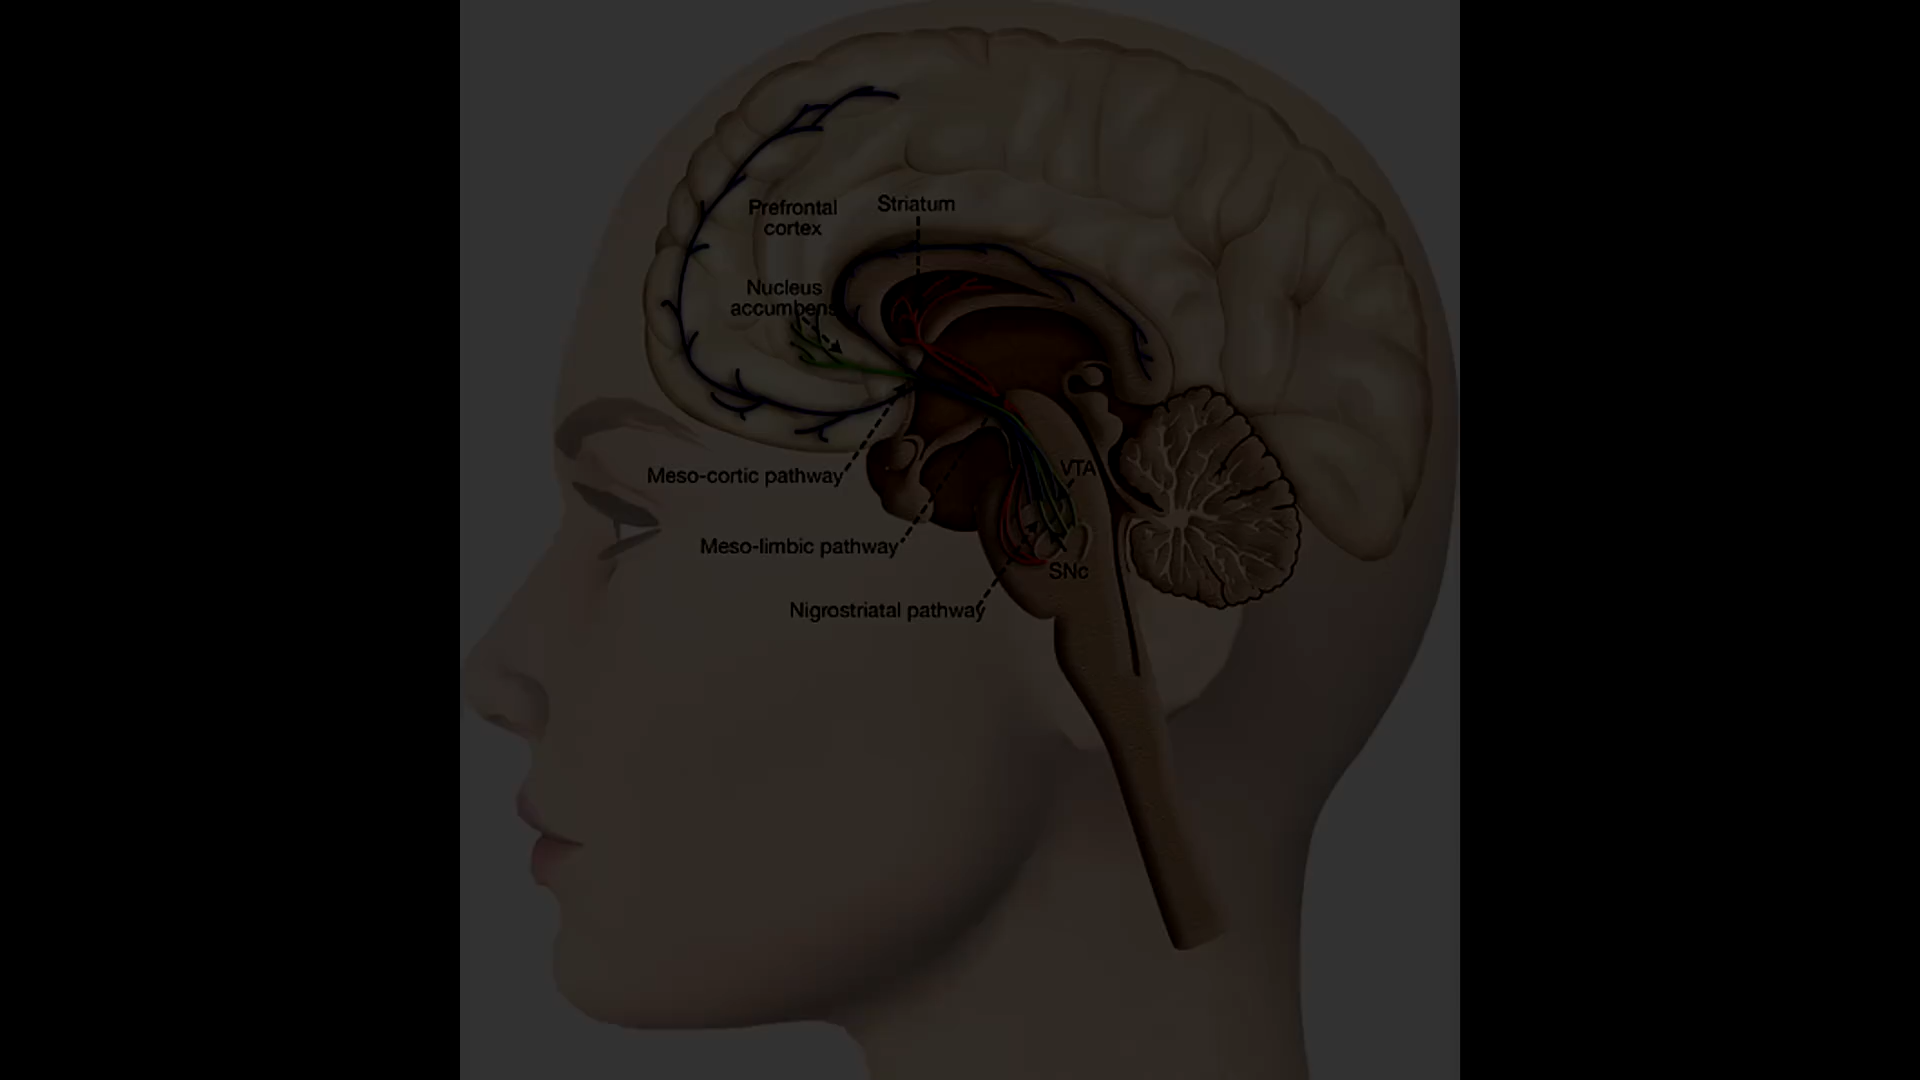 Prefrontal
cortex
Striatum
Nucleus
accumbens
Meso-cortic pathway
VTA
Meso-limbic pathway
SNc
Nigrostriatal pathway